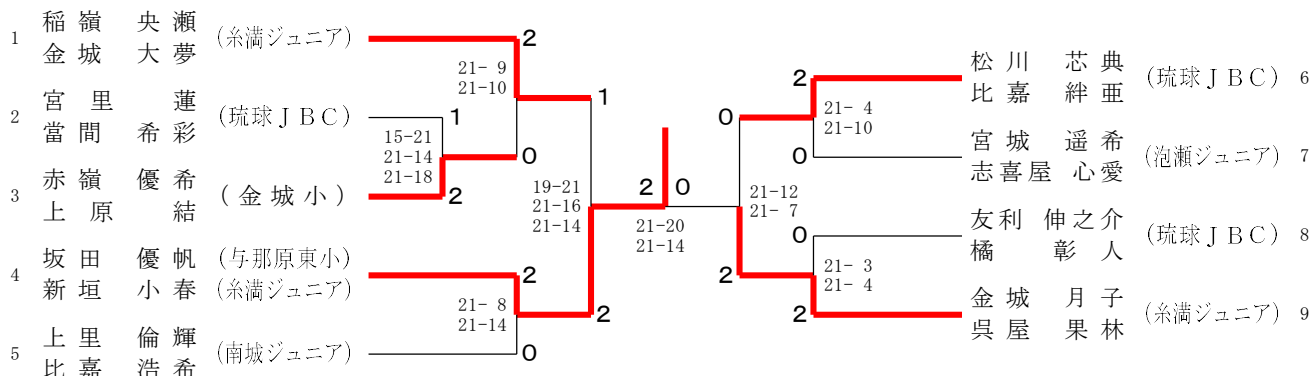 1 稲嶺 央瀬 (糸満ジュニア)
金城 大夢
2
21- 9
21-10
1
2 宮里 蓮 (琉球ＪＢＣ)
當間 希彩
1
15-21
21-14
21-18
0
3 赤嶺 優希 (金城小)
上原 結
2
19-21
21-16
21-14
4 坂田 優帆 (与那原東小)
新垣 小春 (糸満ジュニア)
2
21- 8
21-14
2
5 上里 倫輝 (南城ジュニア)
比嘉 浩希
0
2 0
21-20
21-14
松川 芯典 (琉球ＪＢＣ) 6
比嘉 絆亜
2
21- 4
21-10
0
宮城 遥希 (泡瀬ジュニア) 7
志喜屋 心愛
0
21-12
21- 7
友利 伸之介 (琉球ＪＢＣ) 8
橘 彰人
0
21- 3
21- 4
2
金城 月子 (糸満ジュニア) 9
呉屋 果林
2